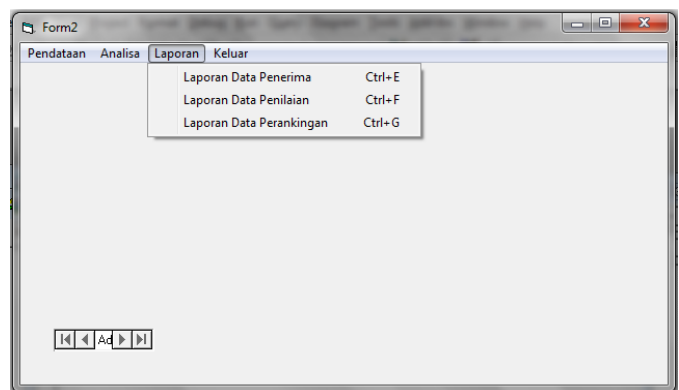 Form2
Pendataan Analisa Laporan Keluar
Laporan Data Penerima Ctrl+E
Laporan Data Penilaian Ctrl+F
Laporan Data Perankingan Ctrl+G
Ad